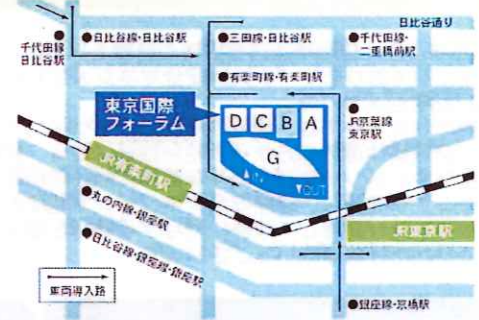 日比谷通り
●日比谷線・日比谷駅
●三田線・日比谷駅
●千代田線・
二重橋前駅
千代田線
日比谷駅
●有楽町線・有楽町駅
東京国際
フォーラム
D C B A
G
▲IN
▼OUT
●JR京葉線
東京駅
JR有楽町駅
●丸の内線・銀座駅
●日比谷線・銀座線・銀座駅
JR東京駅
車両導入路
●銀座線・京橋駅